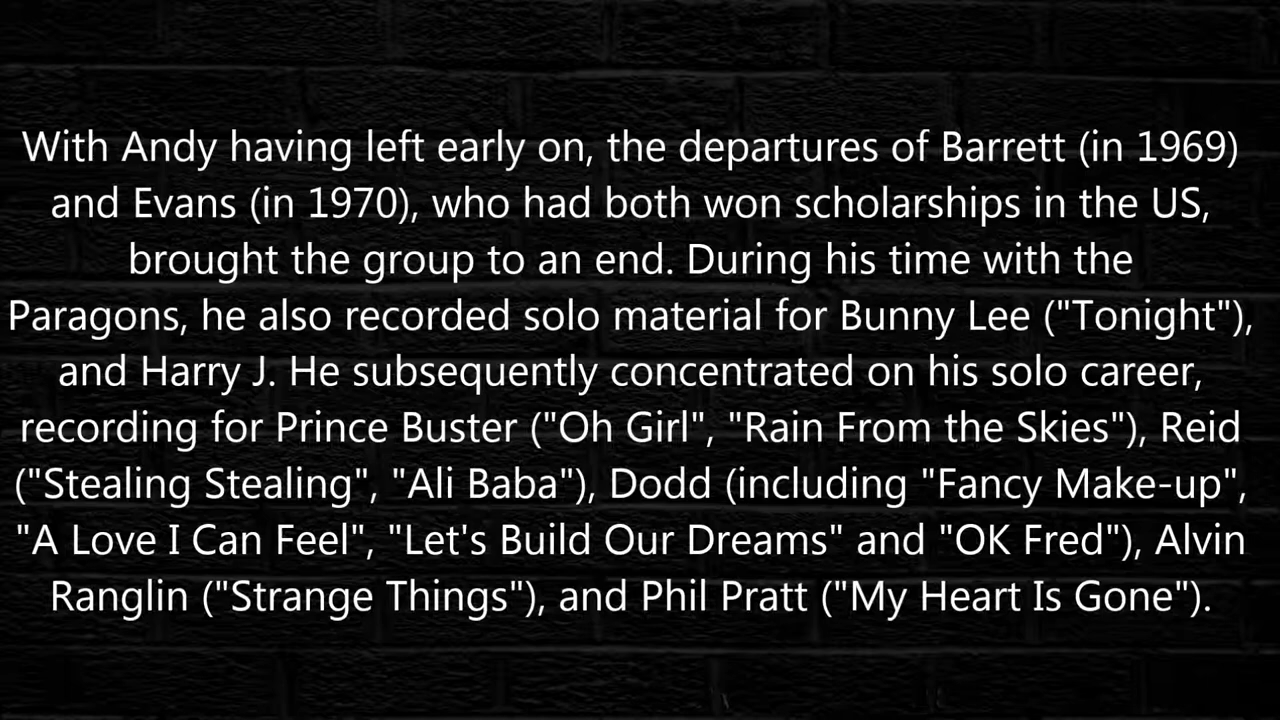 With Andy having left early on, the departures of Barrett (in 1969)
and Evans (in 1970), who had both won scholarships in the US,
brought the group to an end. During his time with the
Paragons, he also recorded solo material for Bunny Lee ("Tonight"),
and Harry J. He subsequently concentrated on his solo career,
recording for Prince Buster ("Oh Girl", "Rain From the Skies"), Reid
("Stealing Stealing", "Ali Baba"), Dodd (including "Fancy Make-up",
"A Love I Can Feel", "Let's Build Our Dreams" and "OK Fred"), Alvin
Ranglin ("Strange Things"), and Phil Pratt ("My Heart Is Gone").